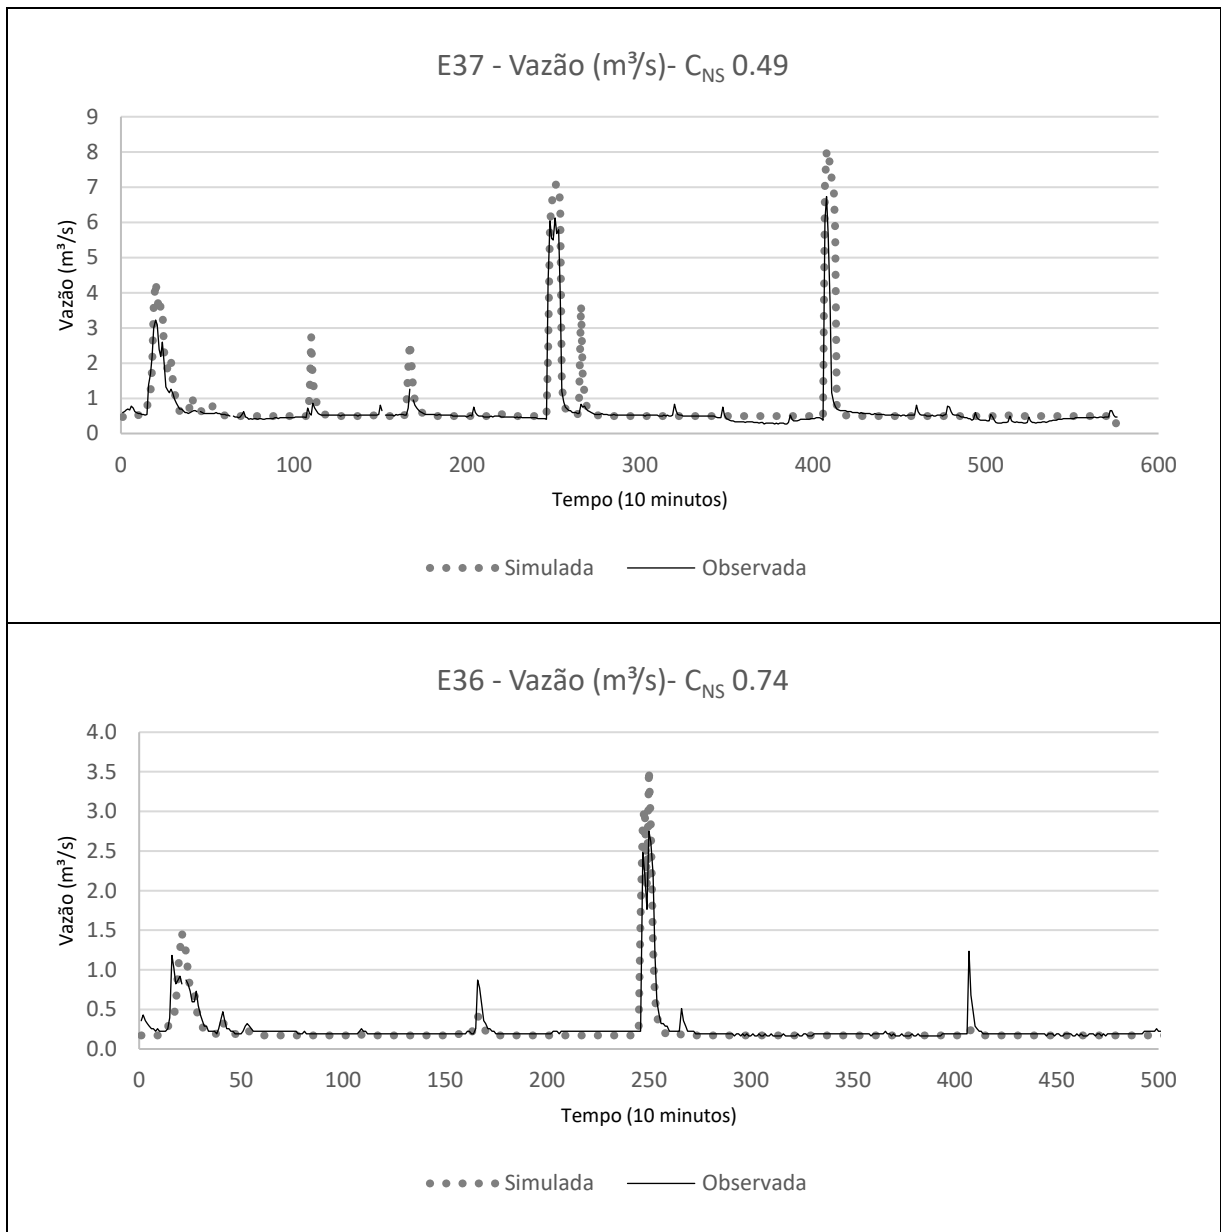 E37 - Vazão (m³/s)- C_NS 0.49
9
8
7
6
5
4
3
2
1
0
Vazão (m³/s)
0 100 200 300 400 500 600
Tempo (10 minutos)
Simulada Observada
E36 - Vazão (m³/s)- C_NS 0.74
4.0
3.5
3.0
2.5
2.0
1.5
1.0
0.5
0.0
Vazão (m³/s)
0 50 100 150 200 250 300 350 400 450 500
Tempo (10 minutos)
Simulada Observada